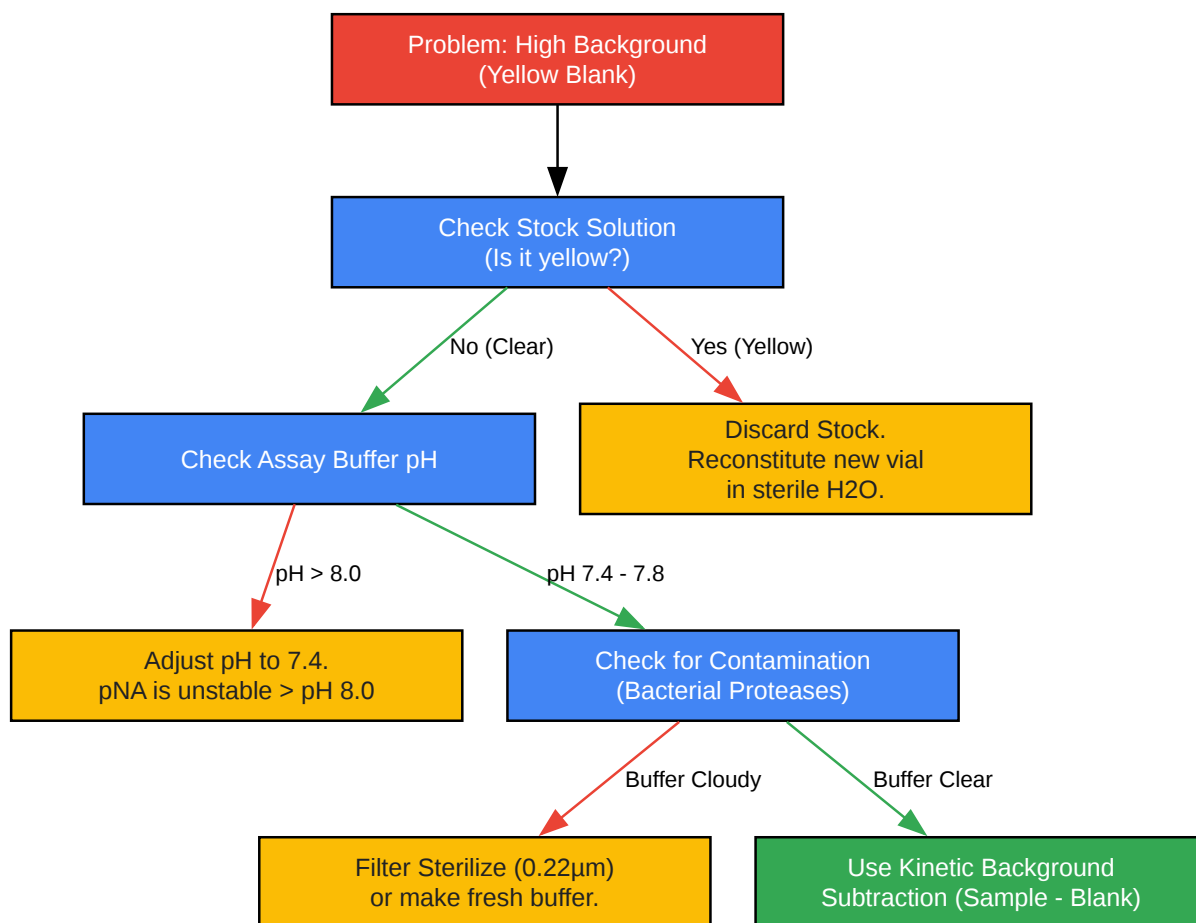 Problem: High Background
(Yellow Blank)
Check Stock Solution
(Is it yellow?)
No (Clear)
Yes (Yellow)
Check Assay Buffer pH
Discard Stock.
Reconstitute new vial
in sterile H2O.
pH > 8.0
pH 7.4 - 7.8
Adjust pH to 7.4.
pNA is unstable > pH 8.0
Check for Contamination
(Bacterial Proteases)
Buffer Cloudy
Buffer Clear
Filter Sterilize (0.22µm)
or make fresh buffer.
Use Kinetic Background
Subtraction (Sample - Blank)